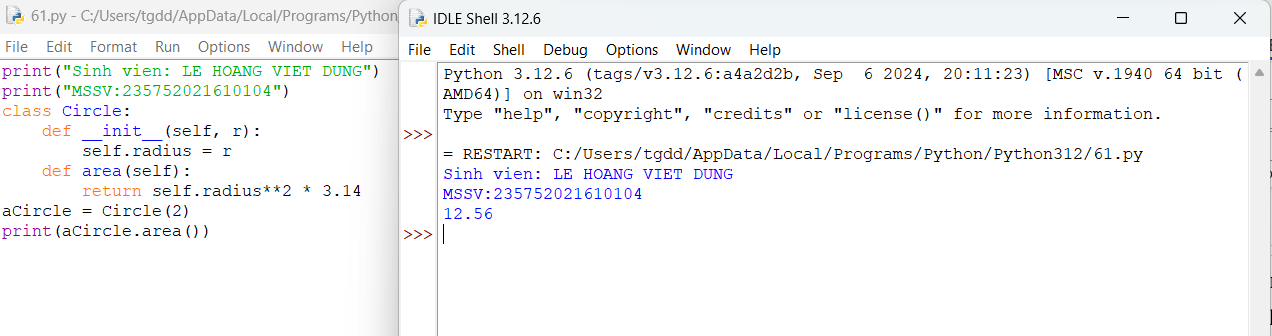 61.py - C:/Users/tgdd/AppData/Local/Programs/Python
File Edit Format Run Options Window Help
print("Sinh vien: LE HOANG VIET DUNG")
print("MSSV:235752021610104")
class Circle:
    def __init__(self, r):
        self.radius = r
    def area(self):
        return self.radius**2 * 3.14
aCircle = Circle(2)
print(aCircle.area())
IDLE Shell 3.12.6
File Edit Shell Debug Options Window Help
Python 3.12.6 (tags/v3.12.6:a4a2d2b, Sep  6 2024, 20:11:23) [MSC v.1940 64 bit (
AMD64)] on win32
Type "help", "copyright", "credits" or "license()" for more information.
>>>
= RESTART: C:/Users/tgdd/AppData/Local/Programs/Python/Python312/61.py
Sinh vien: LE HOANG VIET DUNG
MSSV:235752021610104
12.56
>>>